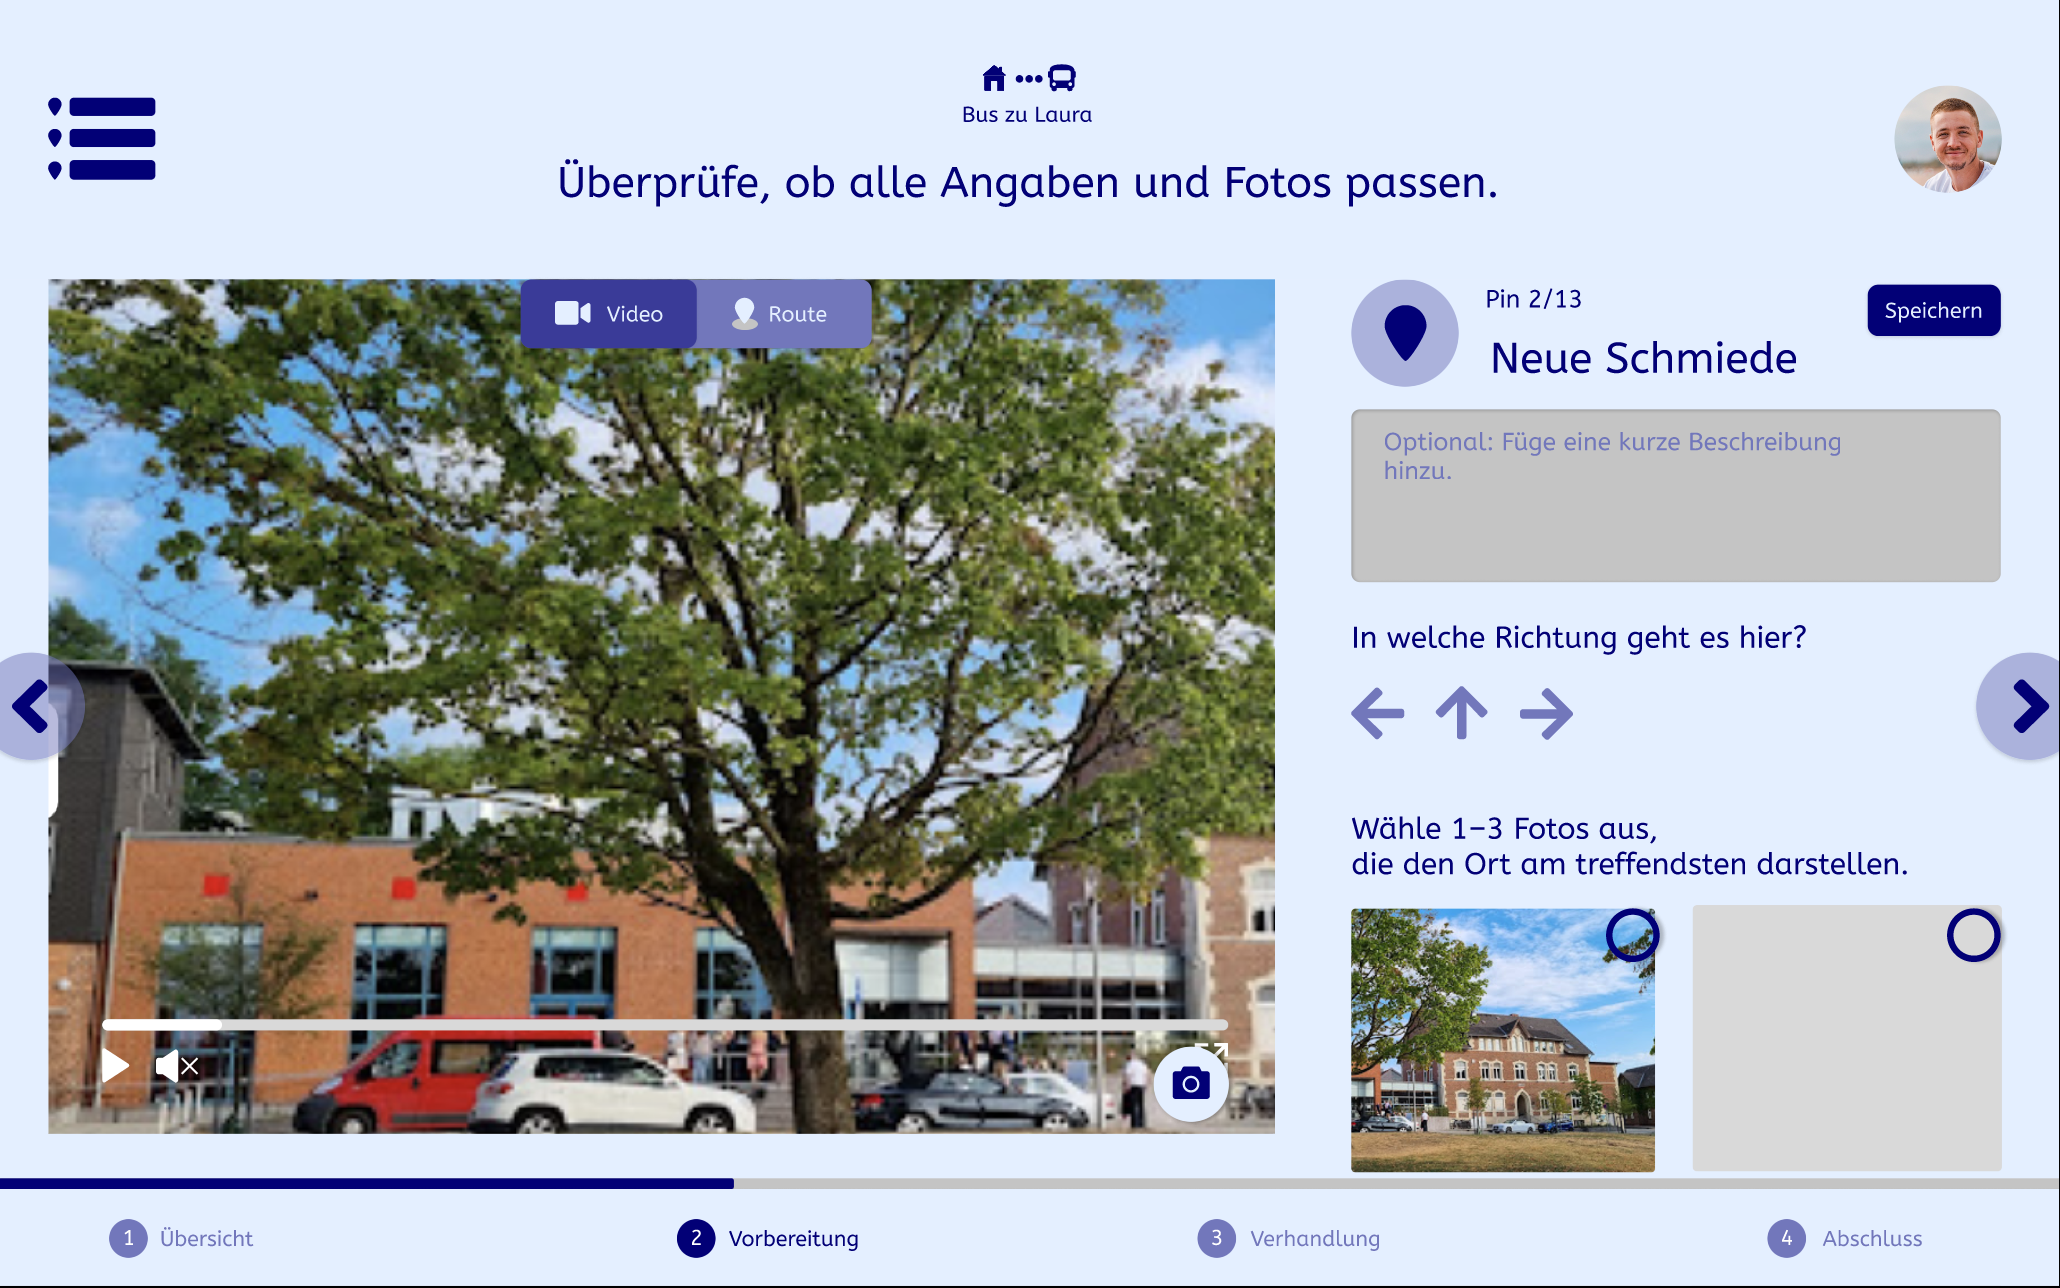 Bus zu Laura
Überprüfe, ob alle Angaben und Fotos passen.
Video
Route
Pin 2/13
Neue Schmiede
Speichern
Optional: Füge eine kurze Beschreibung
hinzu.
In welche Richtung geht es hier?
Wähle 1–3 Fotos aus,
die den Ort am treffendsten darstellen.
1 Übersicht
2 Vorbereitung
3 Verhandlung
4 Abschluss